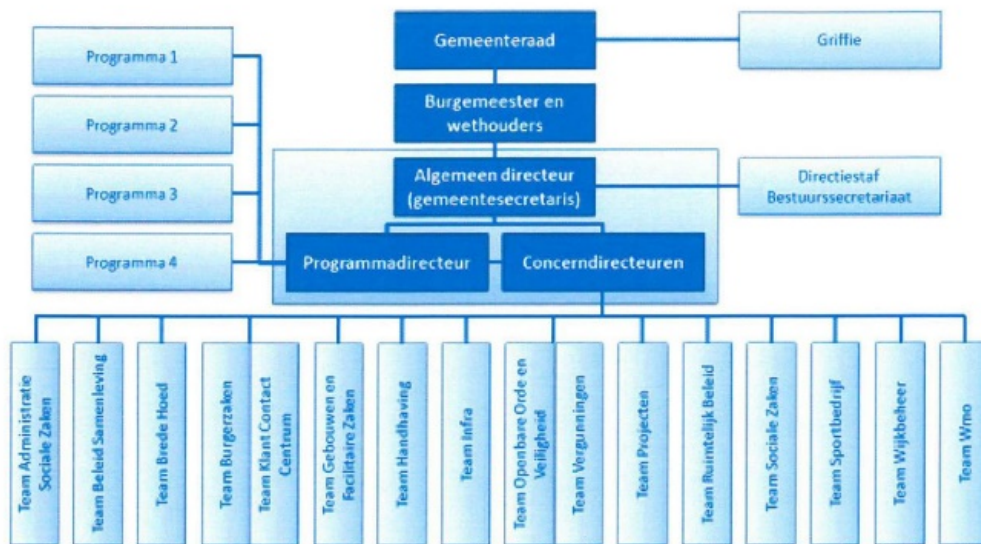 Gemeenteraad
Griffie
Programma 1
Burgemeester en
wethouders
Programma 2
Algemeen directeur
(gemeentesecretaris)
Directiestaf
Bestuurssecretariaat
Programma 3
Programma 4
Programmadirecteur
Concerndirecteuren
Team Administratie
Sociale Zaken
Team Beleid Samenleving
Team Brede Hoed
Team Burgerzaken
Team Klant Contact
Centrum
Team Gebouwen en
Facilitaire Zaken
Team Handhaving
Team Infra
Team Openbare Orde en
Veiligheid
Team Vergunningen
Team Projecten
Team Ruimtelijk Beleid
Team Sociale Zaken
Team Sportbedrijf
Team Wijkbeheer
Team Wmo